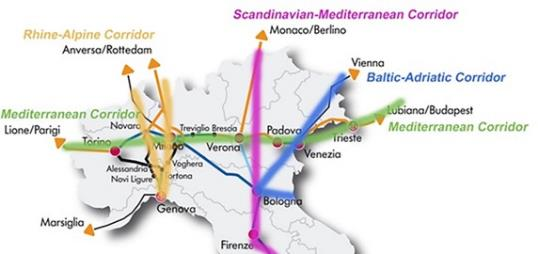 Scandinavian-Mediterranean Corridor
Rhine-Alpine Corridor
Monaco/Berlino
Anversa/Rottedam
Vienna
Baltic-Adriatic Corridor
Mediterranean Corridor
Lubiana/Budapest
Lione/Parigi
Novara
Treviglio Brescia
Padova
Mediterranean Corridor
Torino
Milano
Verona
Trieste
Venezia
Alessandria
Voghera
Novi Ligure
Tortona
Bologna
Genova
Marsiglia
Firenze